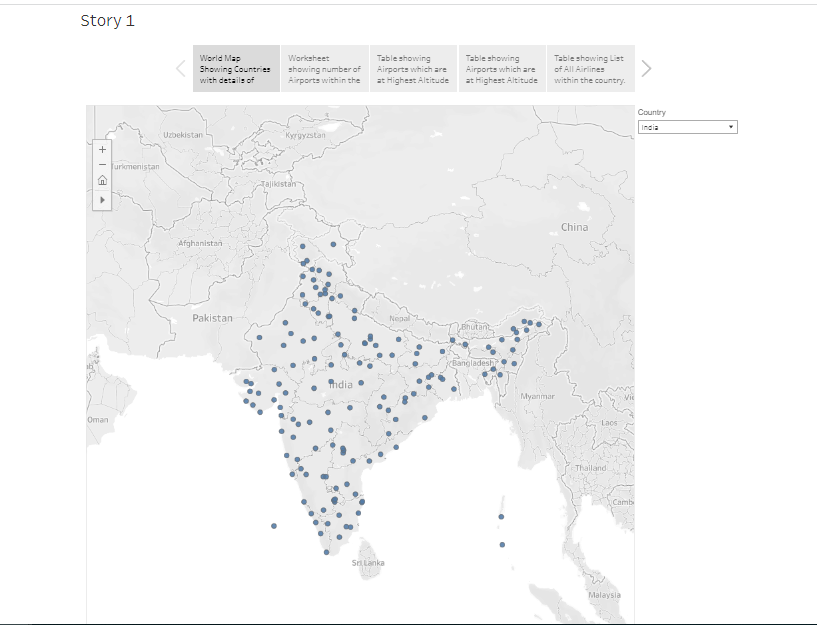 Story 1
World Map
Showing Countries
with details of
Worksheet
showing number of
Airports within the
Table showing
Airports which are
at Highest Altitude
Table showing
Airports which are
at Highest Altitude
Table showing List
of All Airlines
within the country.
Country
India
Uzbekistan
Kyrgyzstan
Turkmenistan
Tajikistan
China
Afghanistan
Pakistan
Nepal
Bhutan
Bangladesh
India
Myanmar
Oman
Laos
Thailand
Camb
Sri Lanka
Malaysia